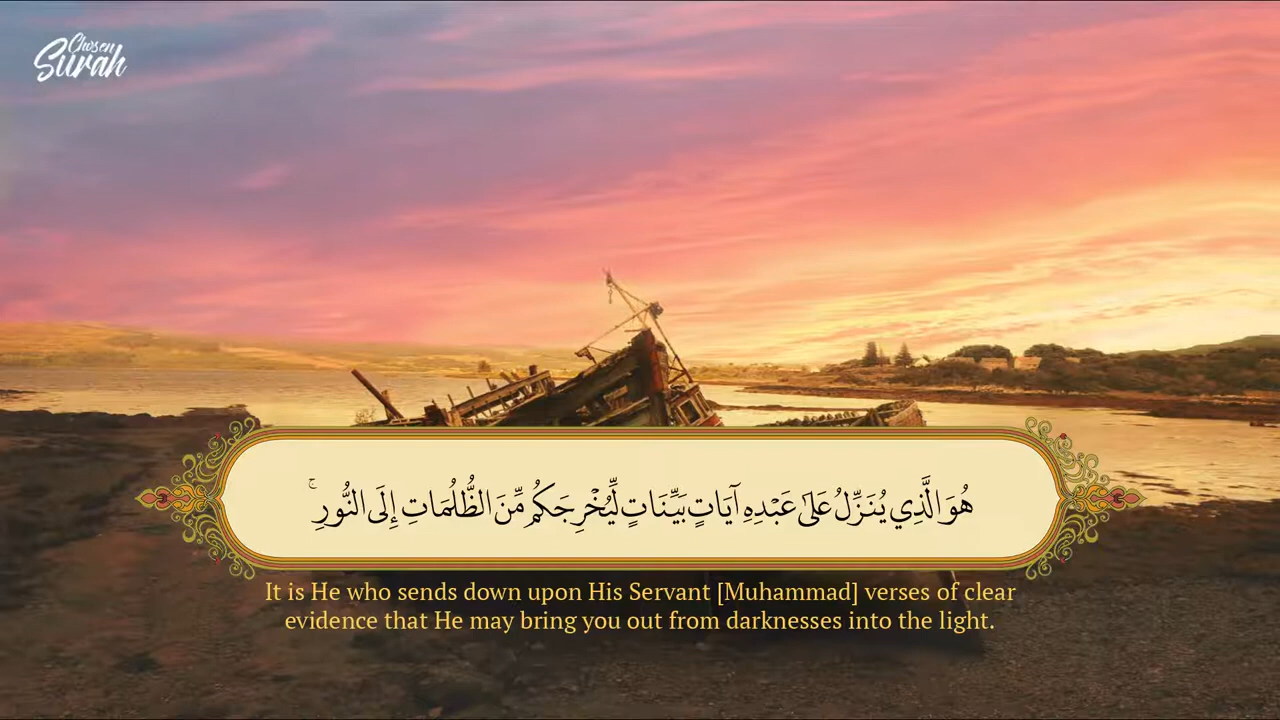 Chosen
Surah
هُوَ الَّذِي يُنَزِّلُ عَلَىٰ عَبْدِهِ آيَاتٍ بَيِّنَاتٍ لِّيُخْرِجَكُم مِّنَ الظُّلُمَاتِ إِلَى النُّورِ ۚ
It is He who sends down upon His Servant [Muhammad] verses of clear
evidence that He may bring you out from darknesses into the light.